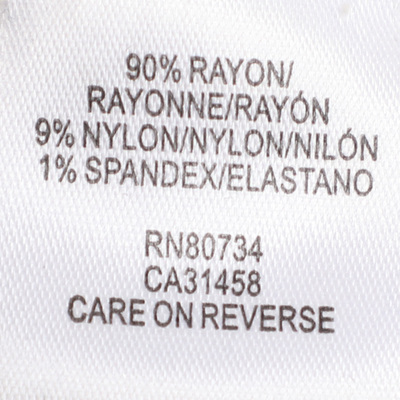 90% RAYON/
RAYONNE/RAYÓN
9% NYLON/NYLON/NILÓN
1% SPANDEX/ELASTANO
RN80734
CA31458
CARE ON REVERSE